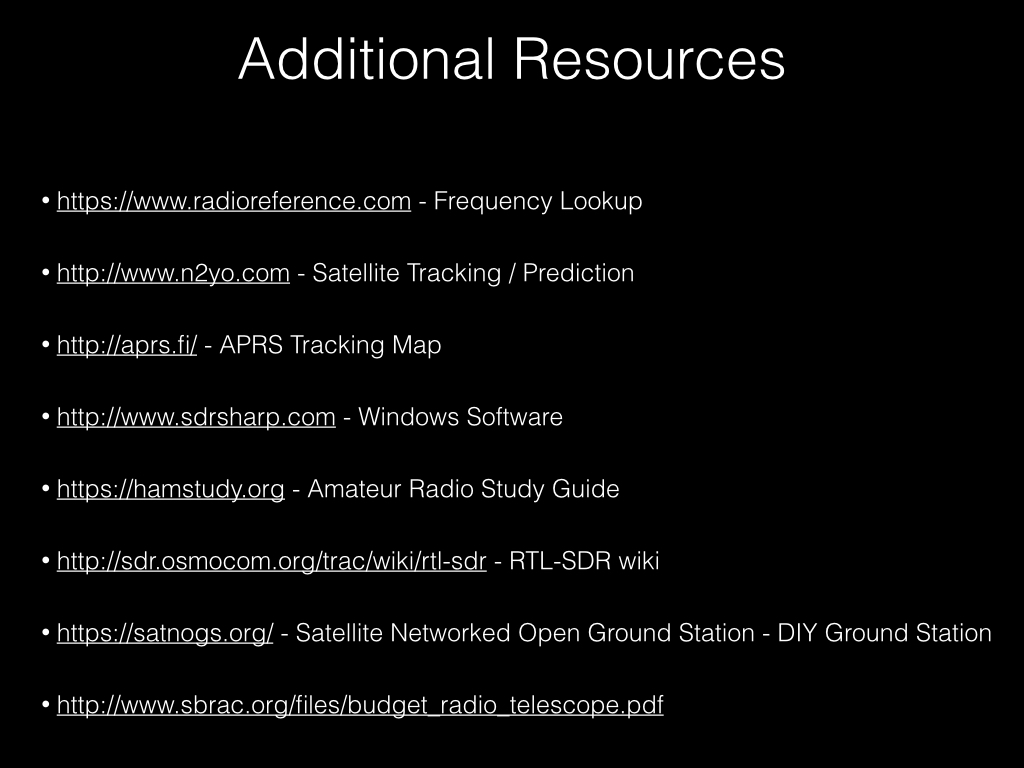 Additional Resources
• https://www.radioreference.com - Frequency Lookup
• http://www.n2yo.com - Satellite Tracking / Prediction
• http://aprs.fi/ - APRS Tracking Map
• http://www.sdrsharp.com - Windows Software
• https://hamstudy.org - Amateur Radio Study Guide
• http://sdr.osmocom.org/trac/wiki/rtl-sdr - RTL-SDR wiki
• https://satnogs.org/ - Satellite Networked Open Ground Station - DIY Ground Station
• http://www.sbrac.org/files/budget_radio_telescope.pdf